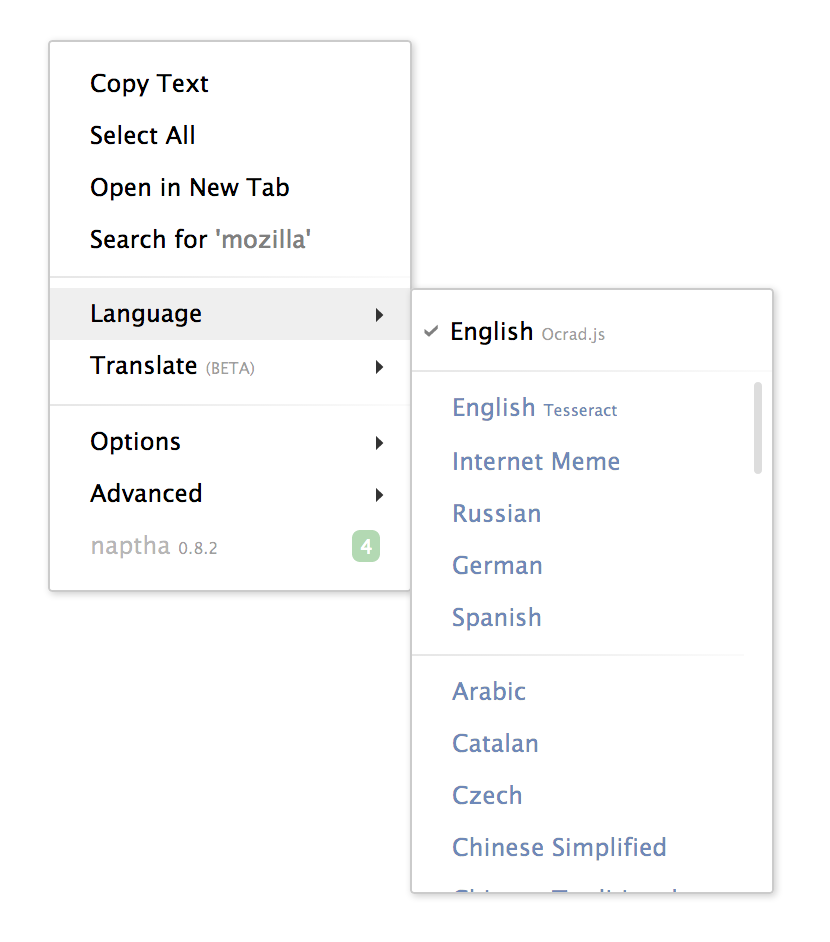 Copy Text
Select All
Open in New Tab
Search for 'mozilla'
Language
Translate (BETA)
Options
Advanced
naptha 0.8.2 4
English Ocrad.js
English Tesseract
Internet Meme
Russian
German
Spanish
Arabic
Catalan
Czech
Chinese Simplified